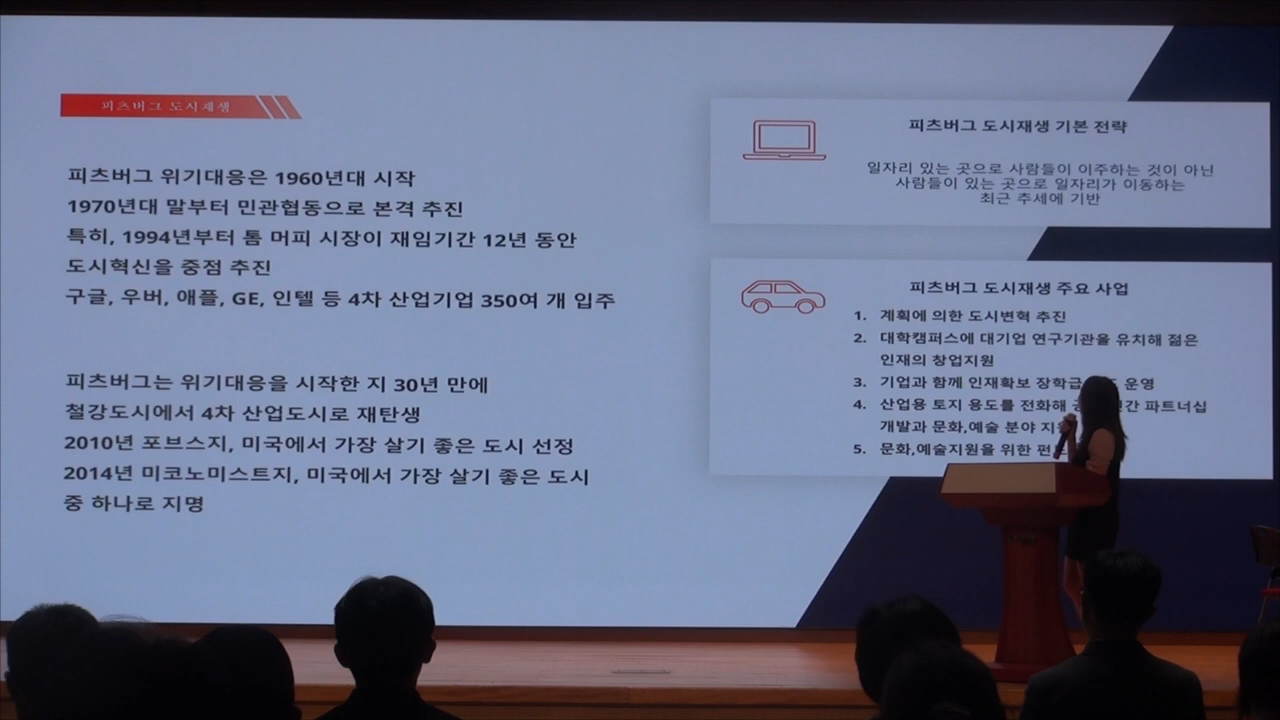 피츠버그 도시재생
피츠버그 위기대응은 1960년대 시작
1970년대 말부터 민관협동으로 본격 추진
특히, 1994년부터 톰 머피 시장이 재임기간 12년 동안
도시혁신을 중점 추진
구글, 우버, 애플, GE, 인텔 등 4차 산업기업 350여 개 입주
피츠버그는 위기대응을 시작한 지 30년 만에
철강도시에서 4차 산업도시로 재탄생
2010년 포브스지, 미국에서 가장 살기 좋은 도시 선정
2014년 미코노미스트지, 미국에서 가장 살기 좋은 도시
중 하나로 지명
피츠버그 도시재생 기본 전략
일자리 있는 곳으로 사람들이 이주하는 것이 아닌
사람들이 있는 곳으로 일자리가 이동하는
최근 추세에 기반
피츠버그 도시재생 주요 사업
1. 계획에 의한 도시변혁 추진
2. 대학캠퍼스에 대기업 연구기관을 유치해 젊은
인재의 창업지원
3. 기업과 함께 인재확보 장학금 운영
4. 산업용 토지 용도를 전화해 파트너십
개발과 문화,예술 분야
5. 문화,예술지원을 위한